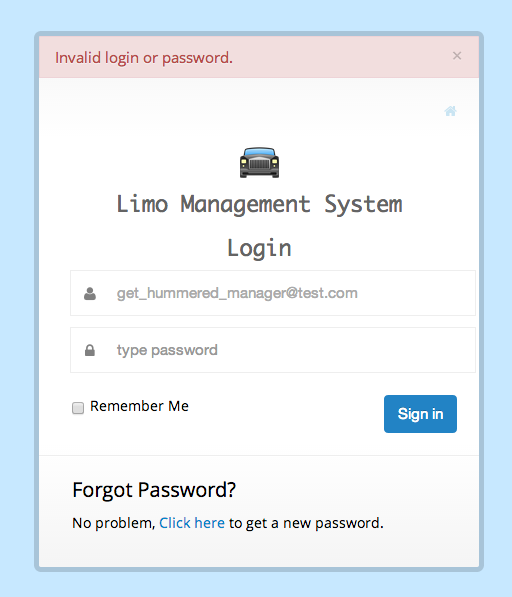 Invalid login or password. ×
Limo Management System
Login
get_hummered_manager@test.com
type password
Remember Me
Sign in
Forgot Password?
No problem, Click here to get a new password.